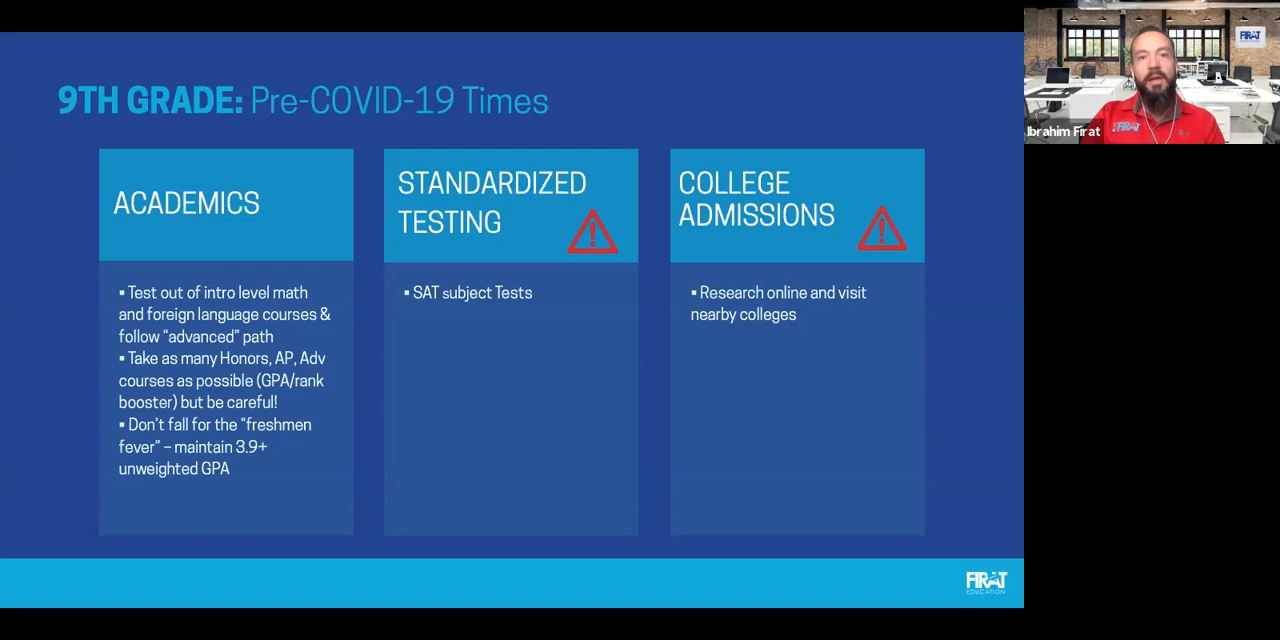 9TH GRADE: Pre-COVID-19 Times
ACADEMICS
▪ Test out of intro level math
and foreign language courses &
follow “advanced” path
▪ Take as many Honors, AP, Adv
courses as possible (GPA/rank
booster) but be careful!
▪ Don’t fall for the “freshmen
fever” – maintain 3.9+
unweighted GPA
STANDARDIZED
TESTING
▪ SAT subject Tests
COLLEGE
ADMISSIONS
▪ Research online and visit
nearby colleges
FIRAT
EDUCATION
FIRAT
Ibrahim Firat
FIRAT